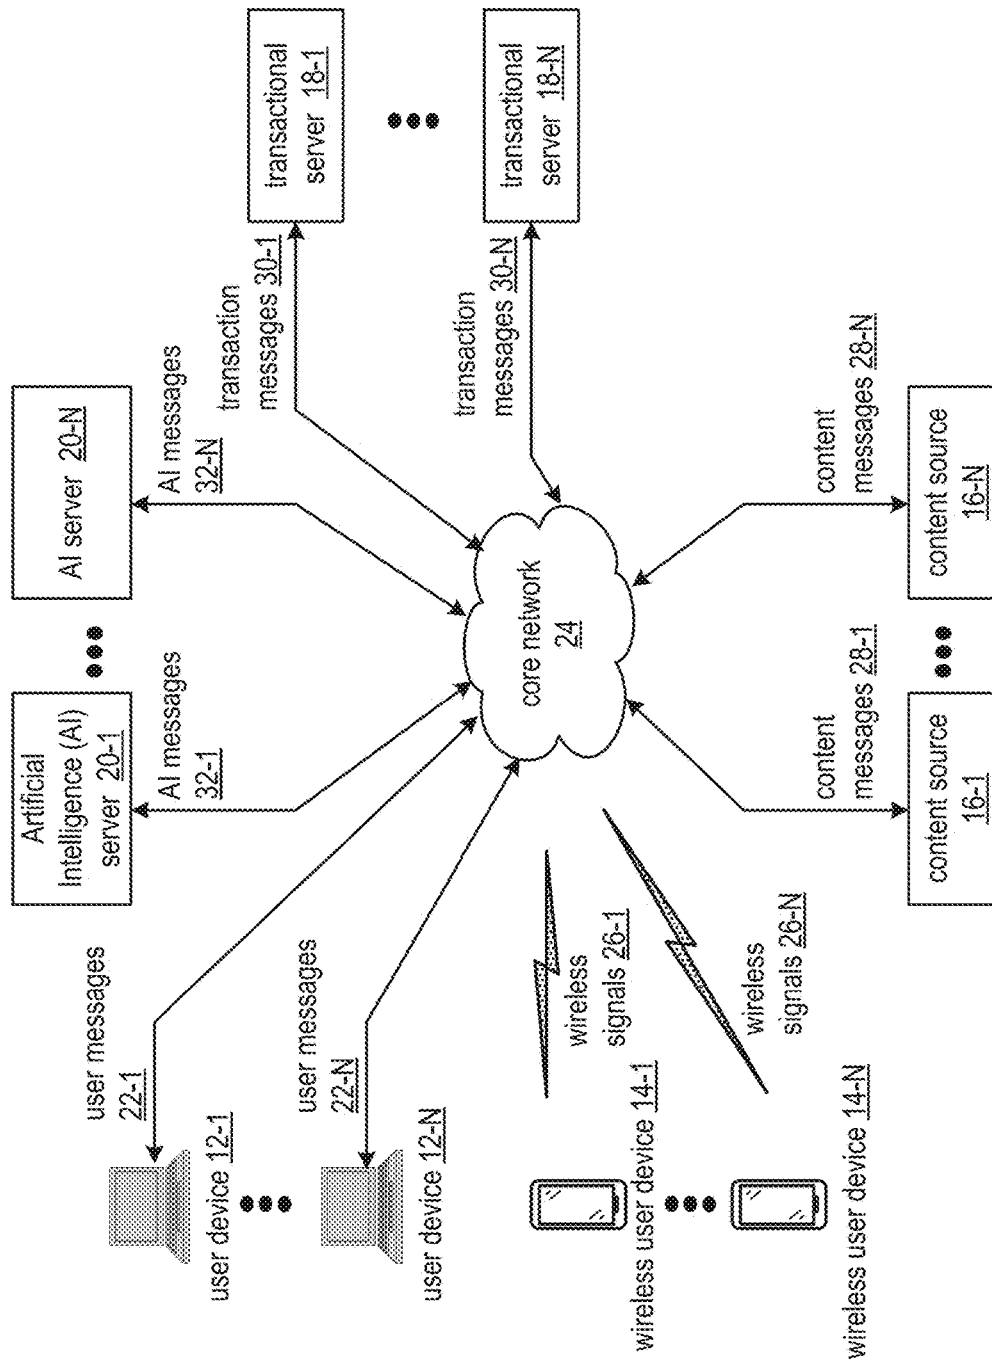 Artificial
Intelligence (AI)
server 20-1
AI server 20-N
user messages
22-1
AI messages
32-1
AI messages
32-N
user device 12-1
transaction
messages 30-1
transactional
server 18-1
user messages
22-N
user device 12-N
core network
24
transaction
messages 30-N
transactional
server 18-N
wireless
signals 26-1
wireless user device 14-1
wireless
signals 26-N
wireless user device 14-N
content
messages 28-1
content
messages 28-N
content source
16-1
content source
16-N